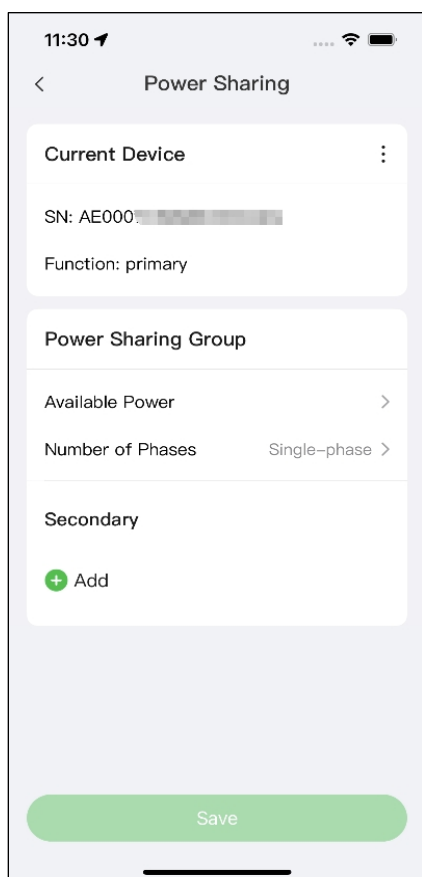 11:30
Power Sharing
Current Device
SN: AE000
Function: primary
Power Sharing Group
Available Power
Number of Phases Single-phase
Secondary
Add
Save